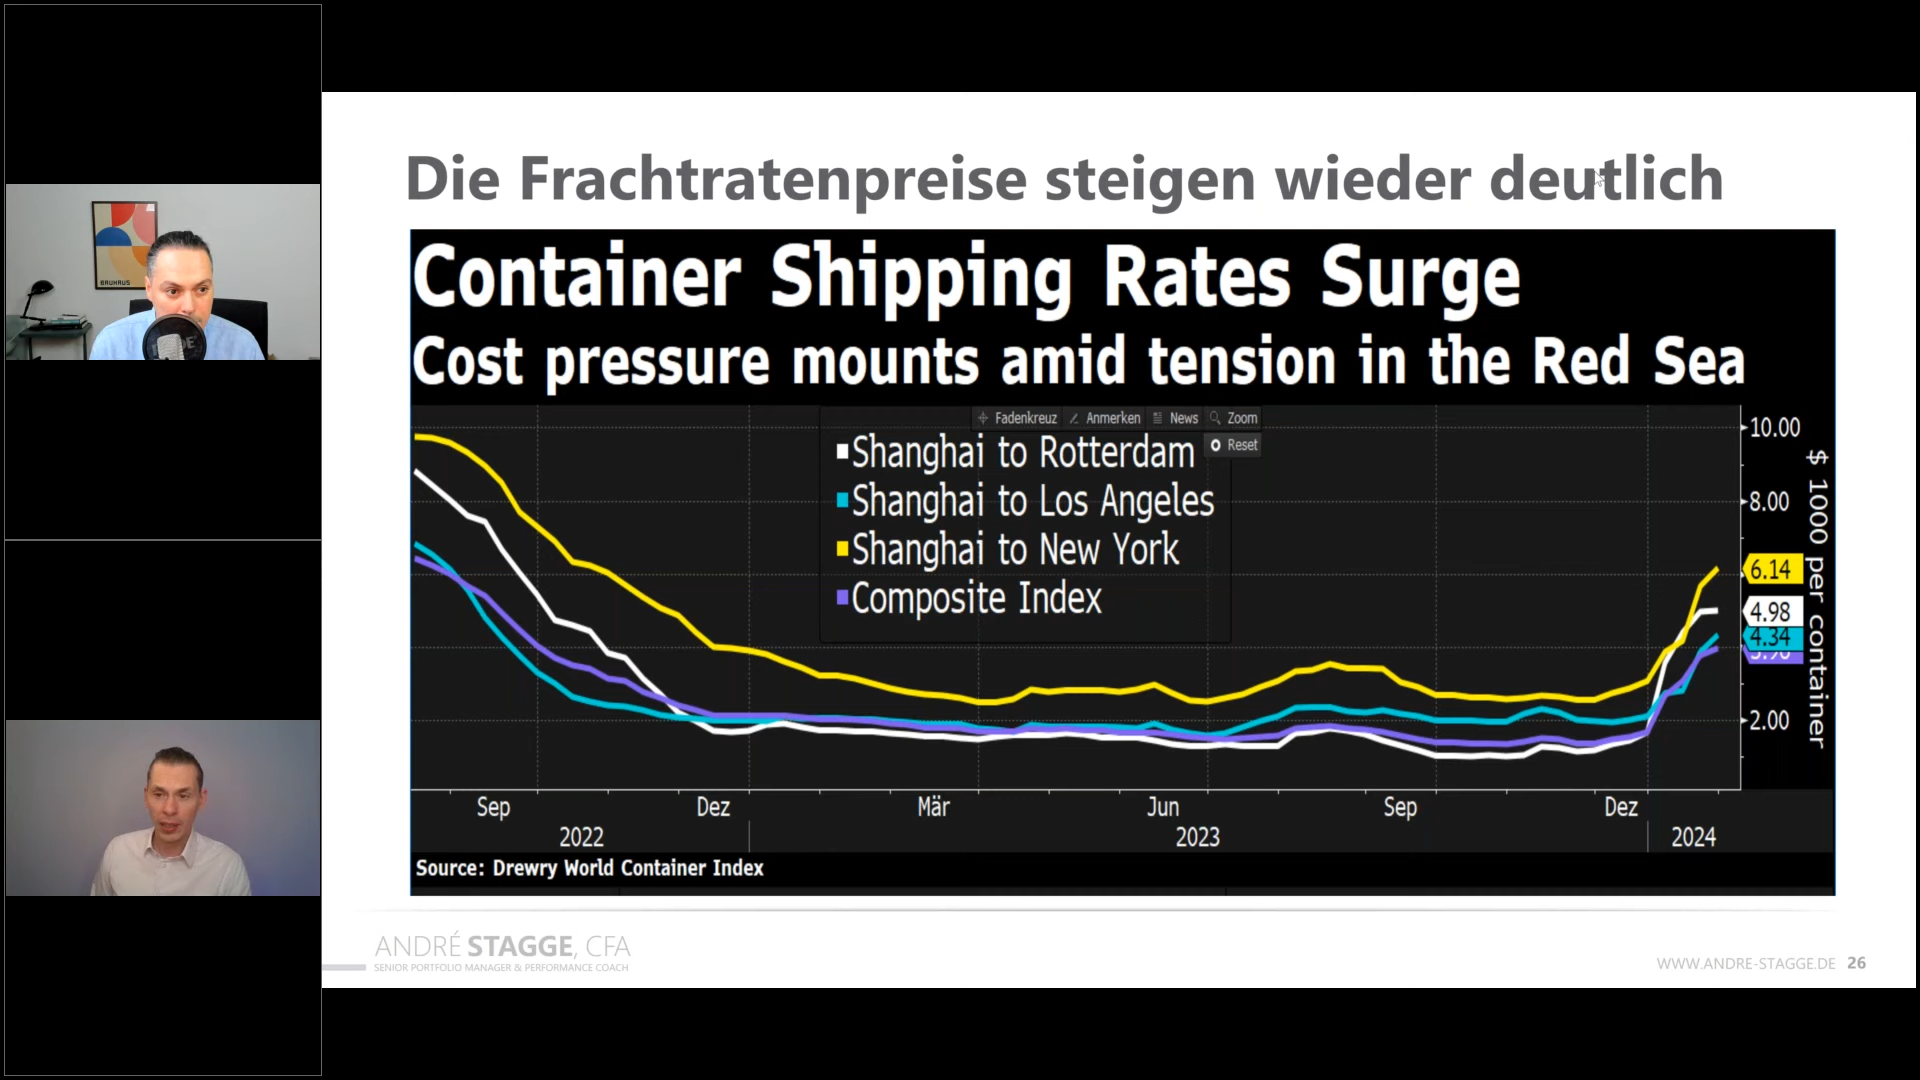 BAUHAUS
Die Frachtratenpreise steigen wieder deutlich
Container Shipping Rates Surge
Cost pressure mounts amid tension in the Red Sea
Fadenkreuz Anmerken News Zoom
Reset
Shanghai to Rotterdam
Shanghai to Los Angeles
Shanghai to New York
Composite Index
10.00
8.00
6.14
4.98
4.34
2.00
$ 1000 per container
Sep Dez Mär Jun Sep Dez
2022 2023 2024
Source: Drewry World Container Index
ANDRÉ STAGGE, CFA
SENIOR PORTFOLIO MANAGER & PERFORMANCE COACH
WWW.ANDRE-STAGGE.DE 26